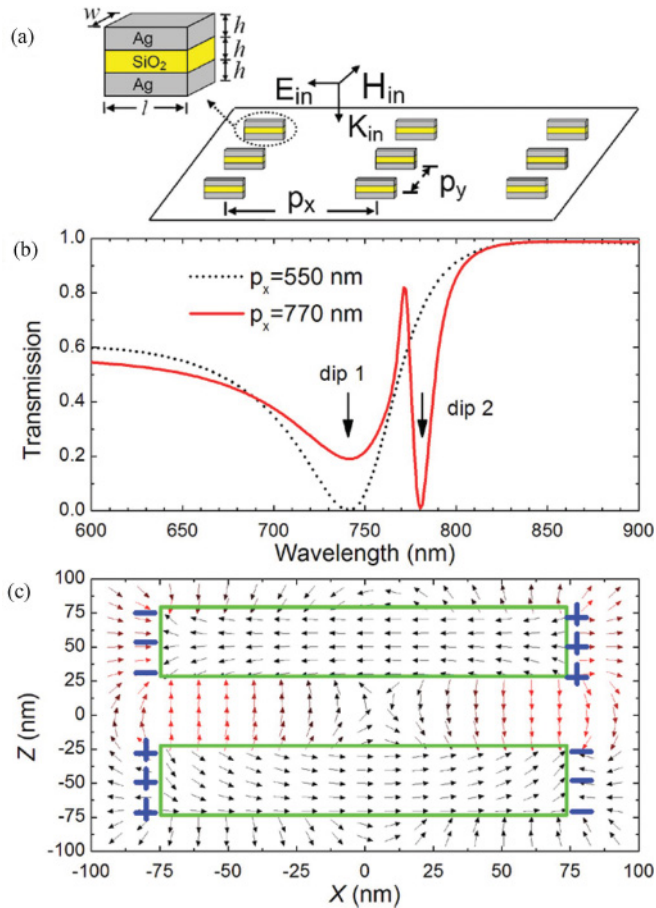 (a)
w
h
Ag
h
SiO2
h
Ag
l
Ein
Hin
Kin
px
py
(b)
1.0
0.8
0.6
0.4
0.2
0.0
Transmission
px=550 nm
px=770 nm
dip 1
dip 2
600 650 700 750 800 850 900
Wavelength (nm)
(c)
100
75
50
25
0
-25
-50
-75
-100
Z (nm)
-100 -75 -50 -25 0 25 50 75 100
X (nm)